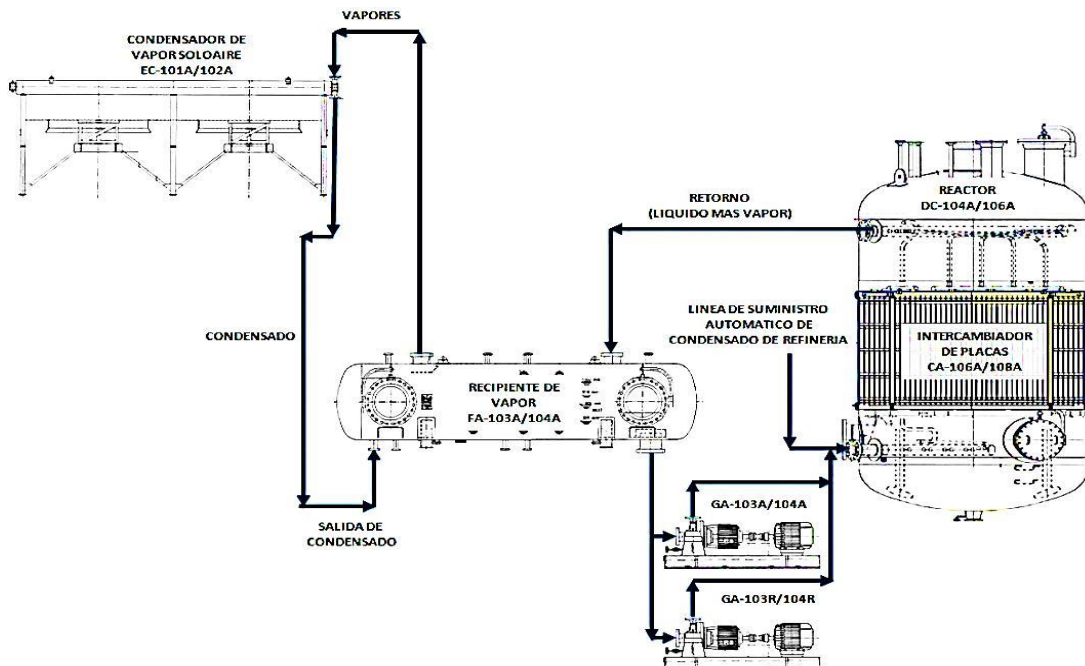 VAPORES
CONDENSADOR DE
VAPOR SOLOAIRE
EC-101A/102A
REACTOR
DC-104A/106A
RETORNO
(LIQUIDO MAS VAPOR)
LINEA DE SUMINISTRO
AUTOMATICO DE
CONDENSADO DE REFINERIA
INTERCAMBIADOR
DE PLACAS
CA-106A/108A
CONDENSADO
RECIPIENTE DE
VAPOR
FA-103A/104A
SALIDA DE
CONDENSADO
GA-103A/104A
GA-103R/104R